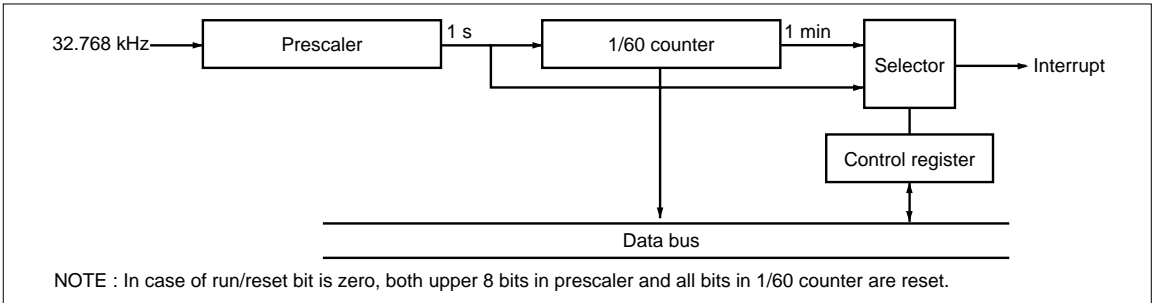 32.768 kHz
Prescaler
1 s
1/60 counter
1 min
Selector
Interrupt
Control register
Data bus
NOTE : In case of run/reset bit is zero, both upper 8 bits in prescaler and all bits in 1/60 counter are reset.